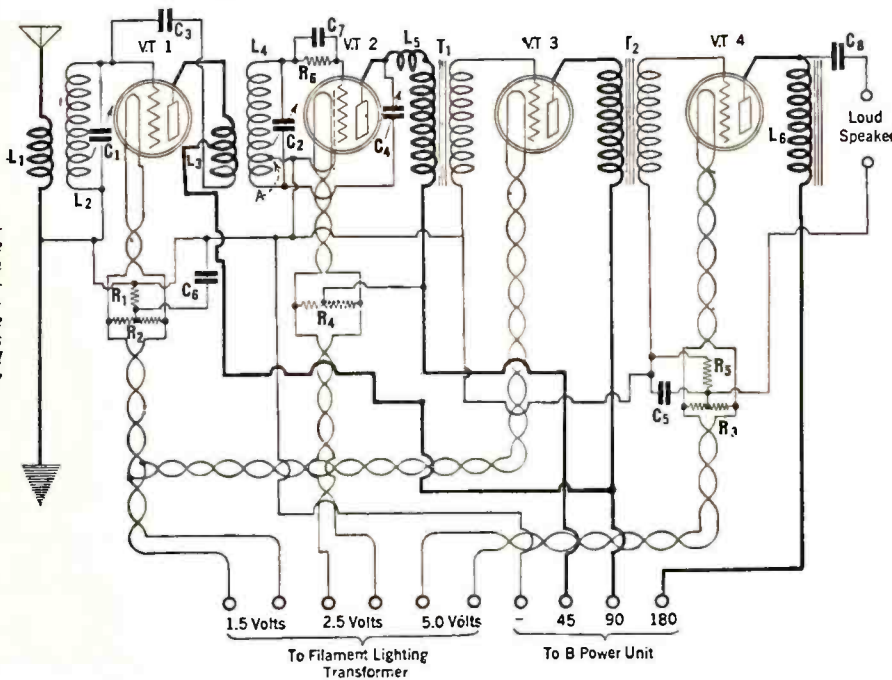 C3
C7
L5
V.T 1
L4
V.T 2
T1
V.T 3
T2
V.T 4
C8
R6
Loud
Speaker
L1
C1
L3
C2
C4
L6
L2
A
R1
C6
R2
R4
R5
C5
R3
1.5 Volts
2.5 Volts
5.0 Volts
-
45
90
180
To Filament Lighting
Transformer
To B Power Unit